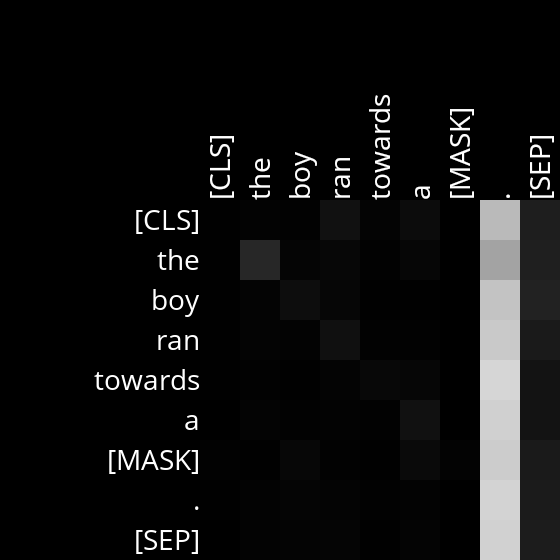 [CLS] the boy ran towards a [MASK] . [SEP]
[CLS]
the
boy
ran
towards
a
[MASK]
.
[SEP]